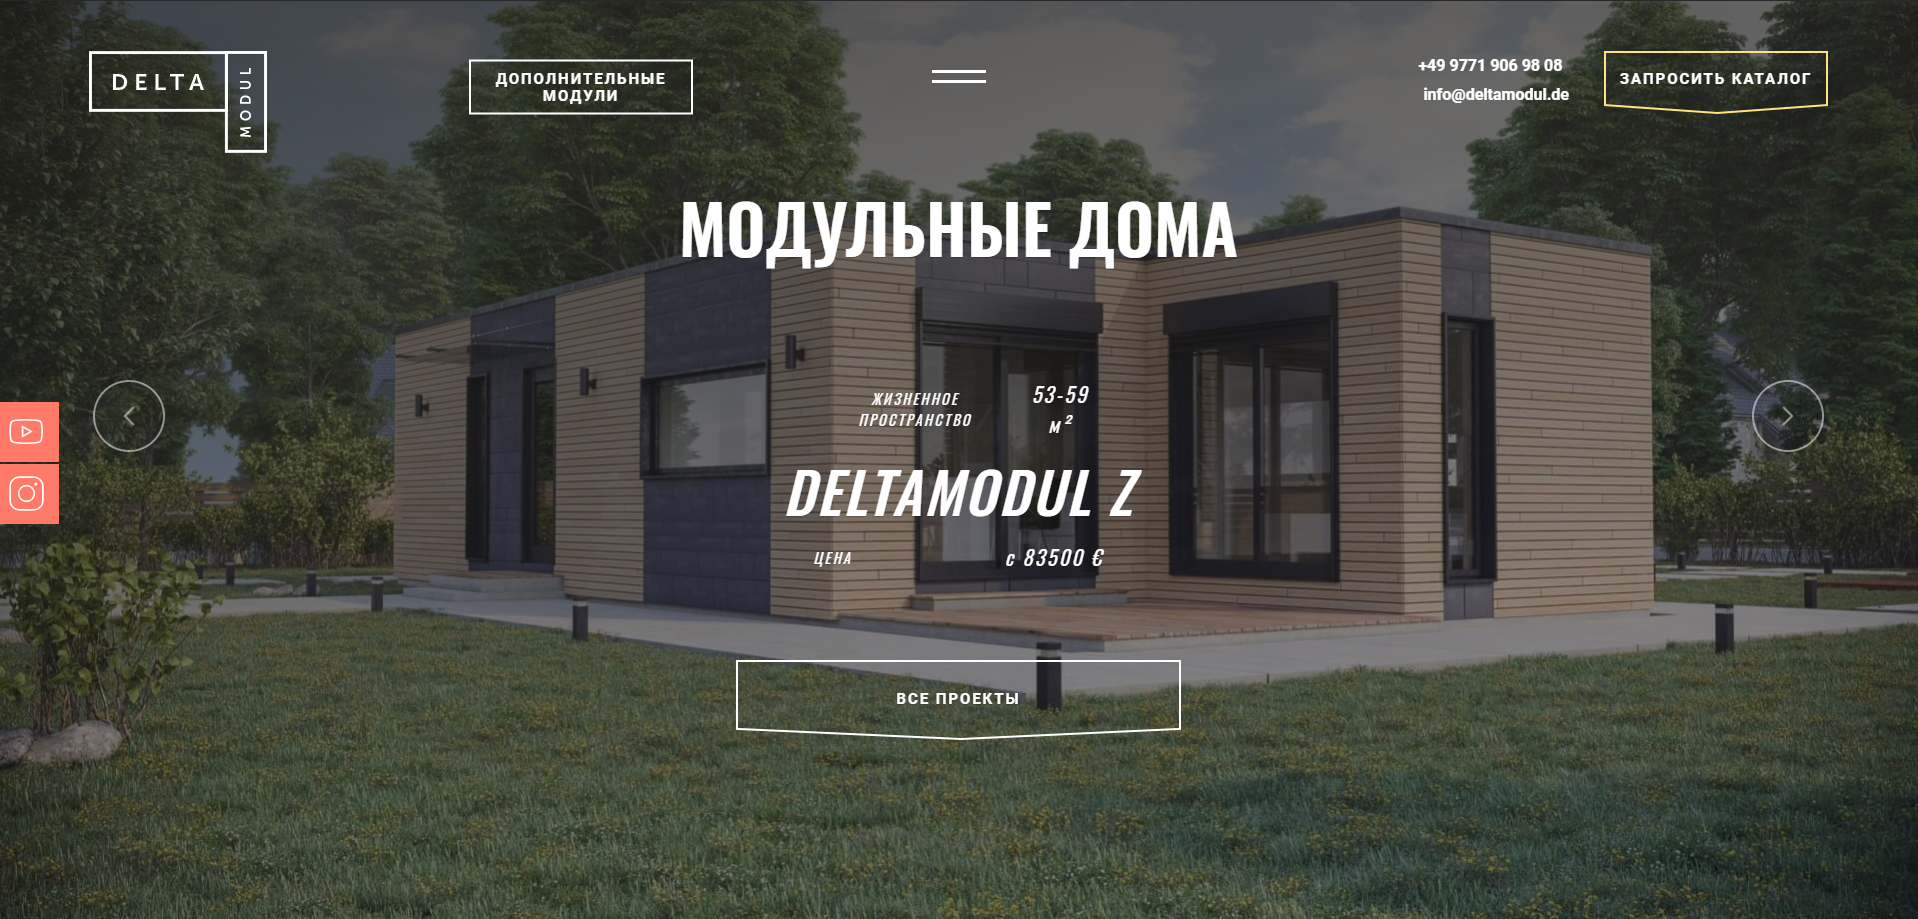 DELTA
MODUL
ДОПОЛНИТЕЛЬНЫЕ
МОДУЛИ
+49 9771 906 98 08
info@deltamodul.de
ЗАПРОСИТЬ КАТАЛОГ
МОДУЛЬНЫЕ ДОМА
ЖИЗНЕННОЕ
ПРОСТРАНСТВО
53-59
м²
DELTAMODUL Z
ЦЕНА
с 83500 €
ВСЕ ПРОЕКТЫ